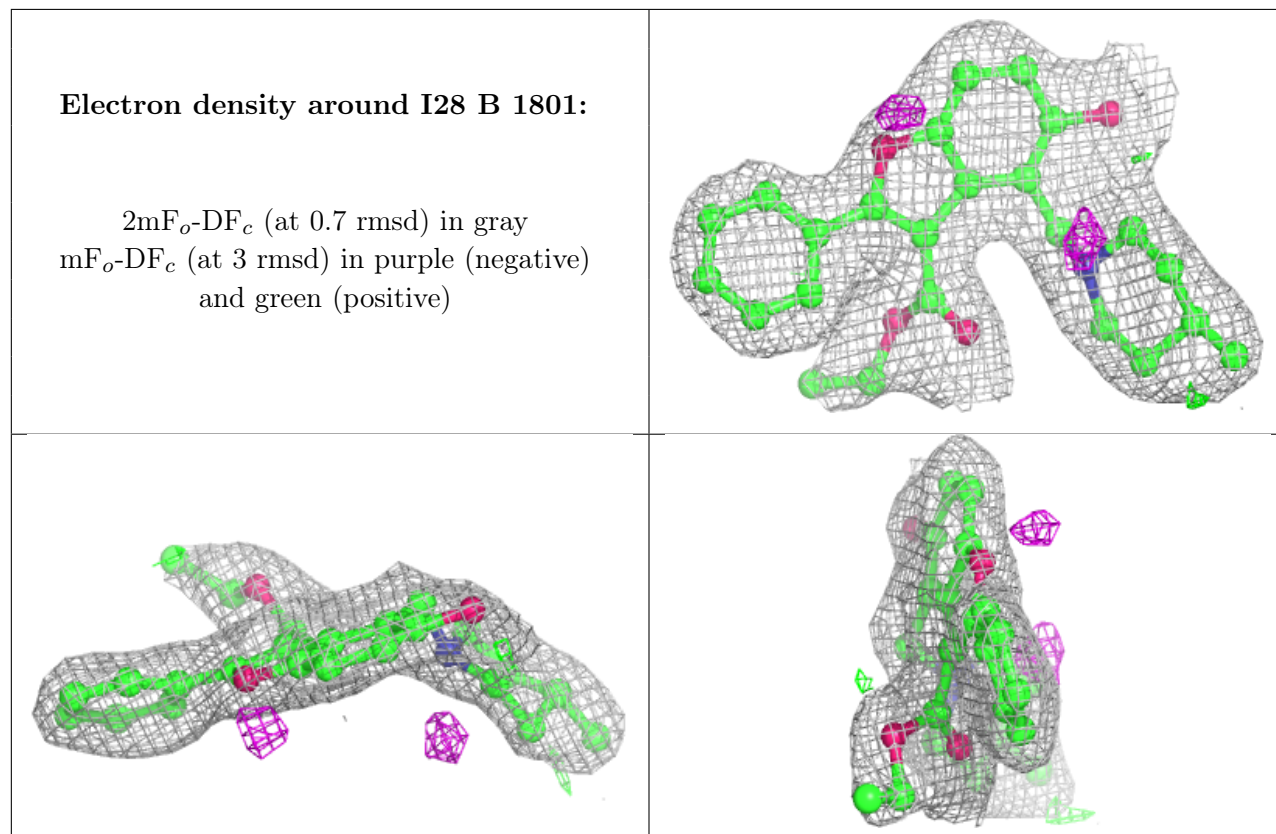 Electron density around I28 B 1801:
2mFo-DFc (at 0.7 rmsd) in gray
mFo-DFc (at 3 rmsd) in purple (negative)
and green (positive)